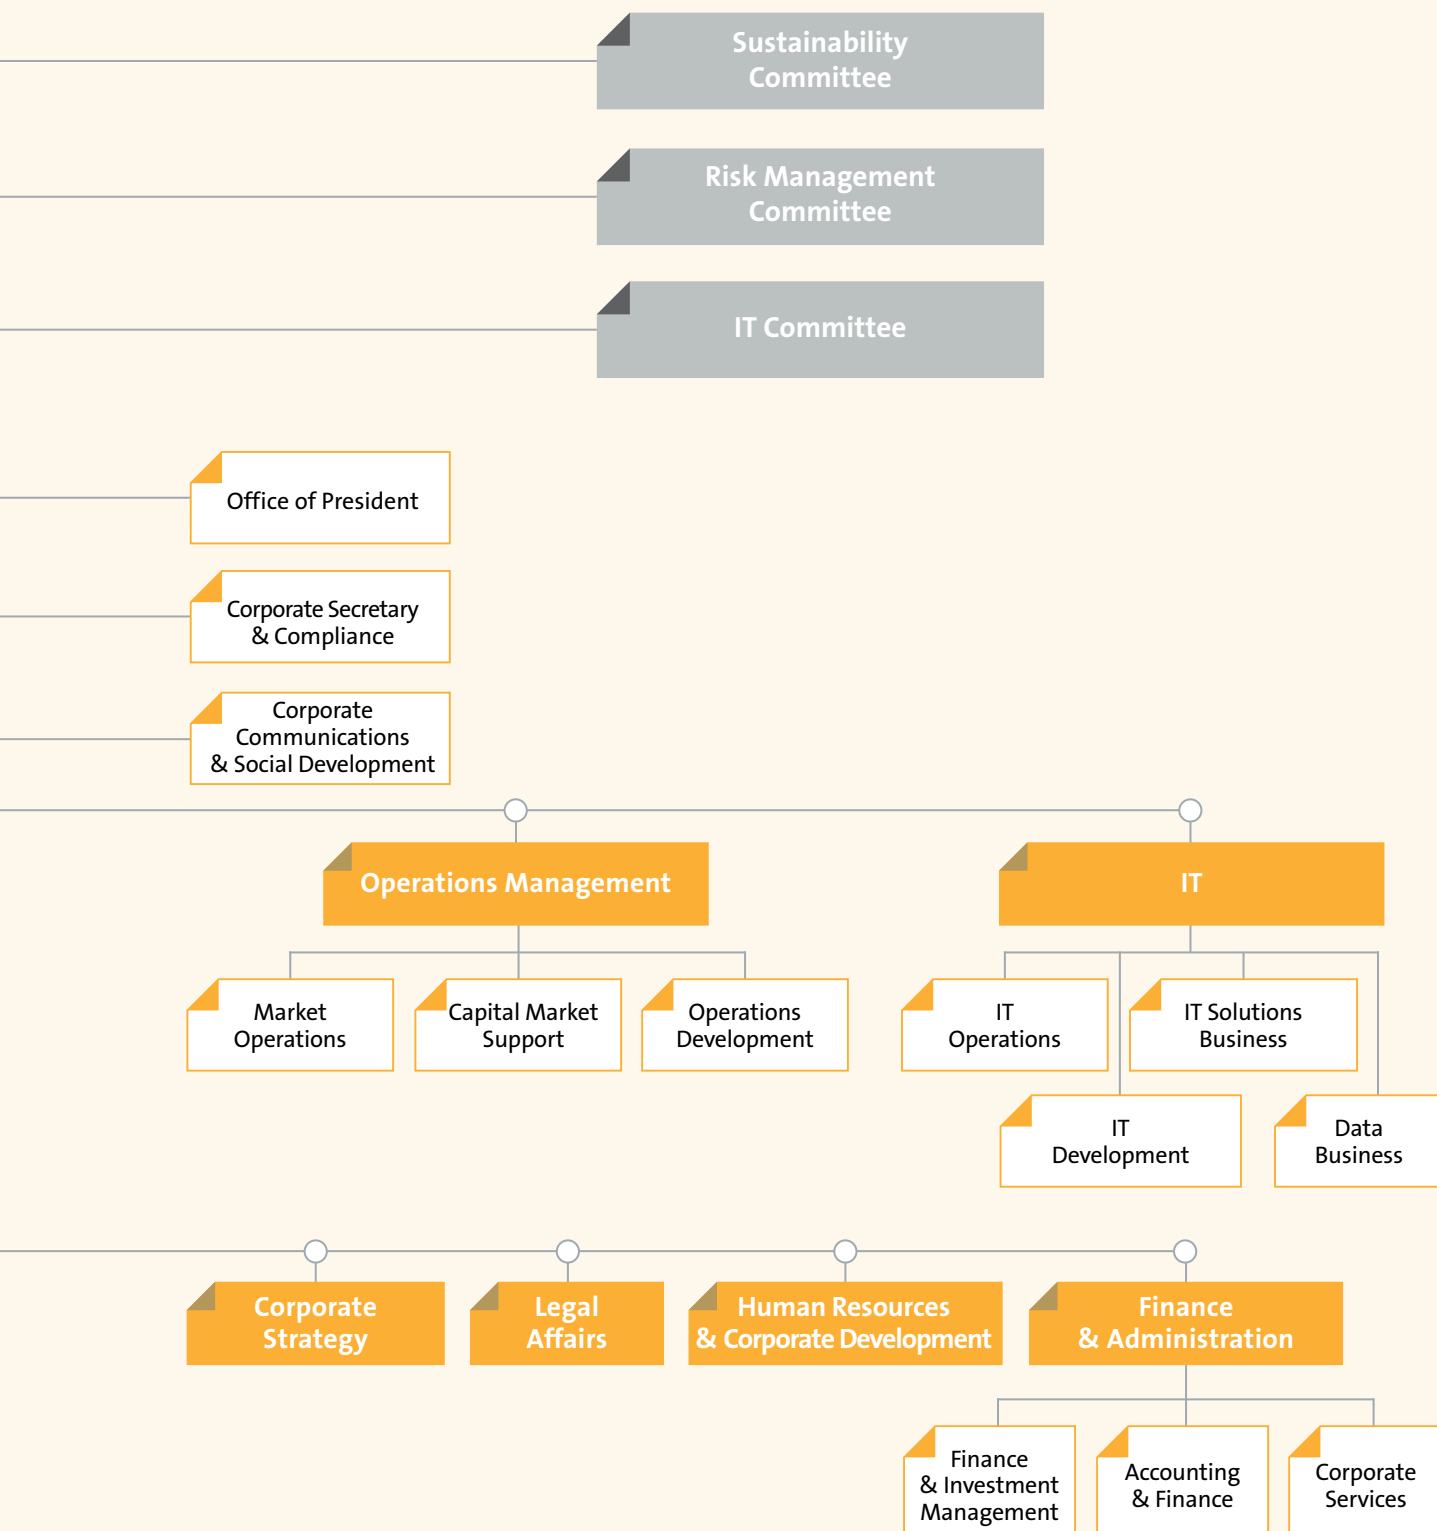 Sustainability
Committee
Risk Management
Committee
IT Committee
Office of President
Corporate Secretary
& Compliance
Corporate
Communications
& Social Development
Operations Management
IT
Market
Operations
Capital Market
Support
Operations
Development
IT
Operations
IT Solutions
Business
IT
Development
Data
Business
Corporate
Strategy
Legal
Affairs
Human Resources
& Corporate Development
Finance
& Administration
Finance
& Investment
Management
Accounting
& Finance
Corporate
Services